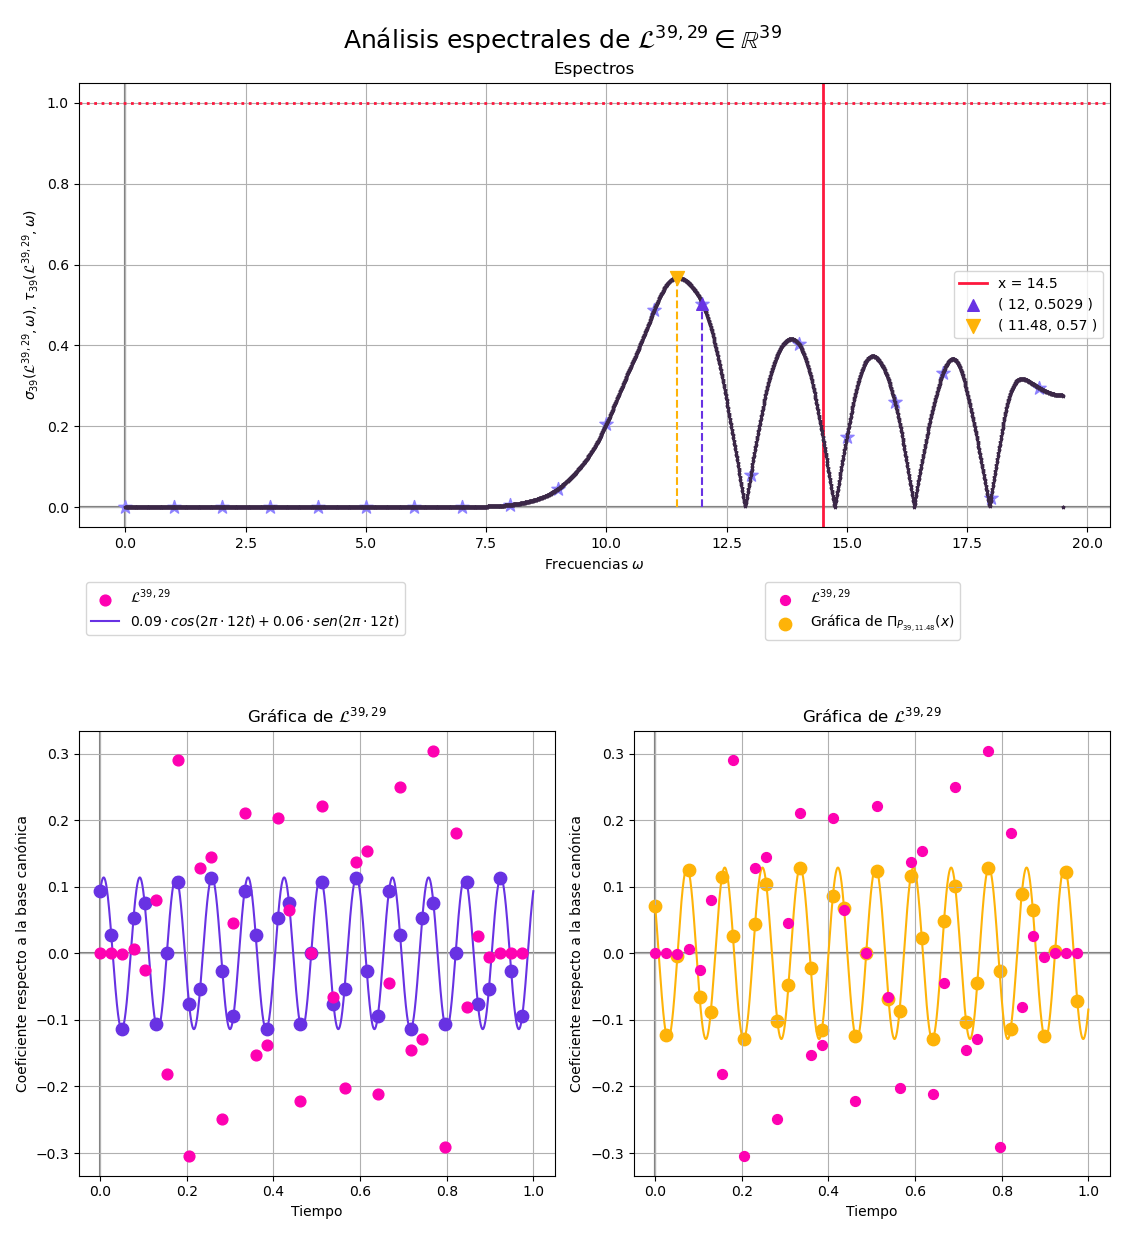 Análisis espectrales de $\mathcal{L}^{39,29} \in \mathbb{R}^{39}$
Espectros
1.0
0.8
0.6
0.4
0.2
0.0
$\sigma_{39}(\mathcal{L}^{39,29}, \omega), \tau_{39}(\mathcal{L}^{39,29}, \omega)$
x = 14.5
( 12, 0.5029 )
( 11.48, 0.57 )
0.0 2.5 5.0 7.5 10.0 12.5 15.0 17.5 20.0
Frecuencias $\omega$
$\mathcal{L}^{39,29}$
$0.09 \cdot cos(2\pi \cdot 12t) + 0.06 \cdot sen(2\pi \cdot 12t)$
$\mathcal{L}^{39,29}$
Gráfica de $\Pi_{P_{39,11.48}}(x)$
Gráfica de $\mathcal{L}^{39,29}$
0.3
0.2
0.1
0.0
−0.1
−0.2
−0.3
Coeficiente respecto a la base canónica
0.0 0.2 0.4 0.6 0.8 1.0
Tiempo
Gráfica de $\mathcal{L}^{39,29}$
0.3
0.2
0.1
0.0
−0.1
−0.2
−0.3
Coeficiente respecto a la base canónica
0.0 0.2 0.4 0.6 0.8 1.0
Tiempo